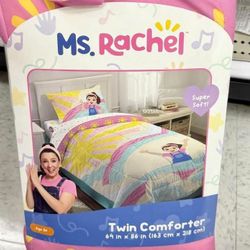 Ms. Rachel
Super
Soft!
Twin Comforter
64 in x 86 in (163 cm x 218 cm)